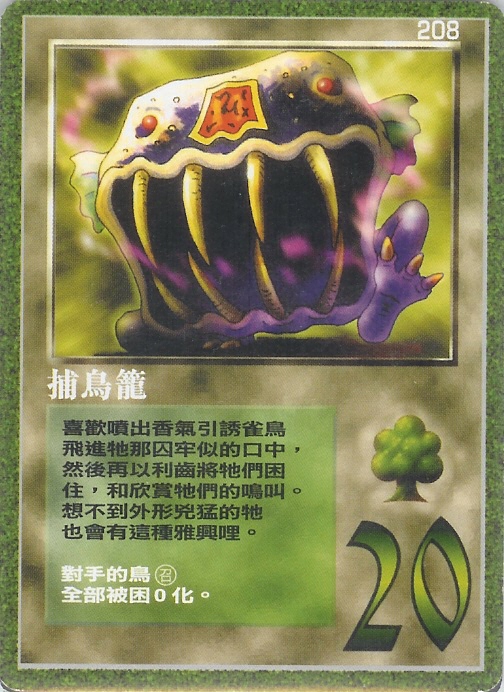 208
捕鳥籠
喜歡噴出香氣引誘雀鳥
飛進牠那囚牢似的口中，
然後再以利齒將牠們困
住，和欣賞牠們的鳴叫。
想不到外形兇猛的牠
也會有這種雅興哩。
對手的鳥㊁召
全部被困0化。
20